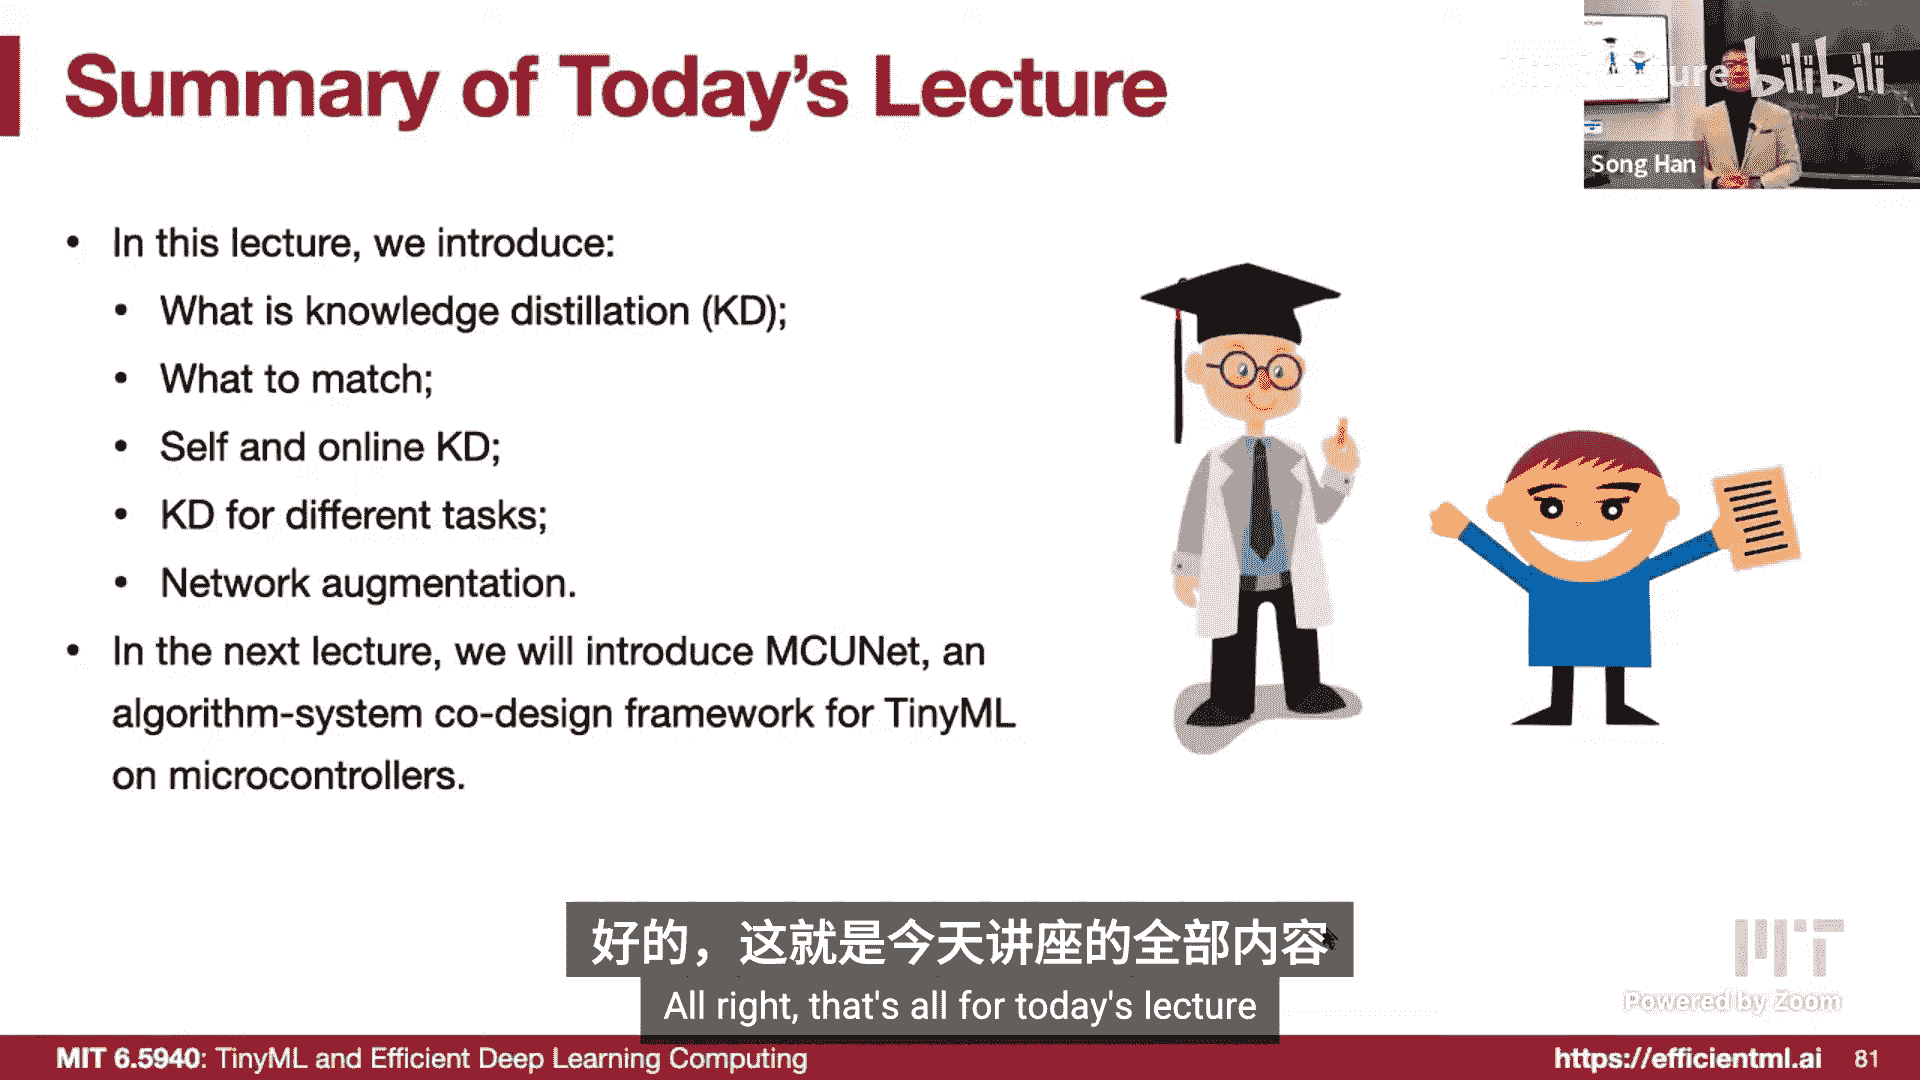 Summary of Today's Lecture
bilibili
Song Han
• In this lecture, we introduce:
• What is knowledge distillation (KD);
• What to match;
• Self and online KD;
• KD for different tasks;
• Network augmentation.
• In the next lecture, we will introduce MCUNet, an
algorithm-system co-design framework for TinyML
on microcontrollers.
好的，这就是今天讲座的全部内容
All right, that's all for today's lecture
MIT
Powered by Zoom
MIT 6.5940: TinyML and Efficient Deep Learning Computing
https://efficientml.ai
81